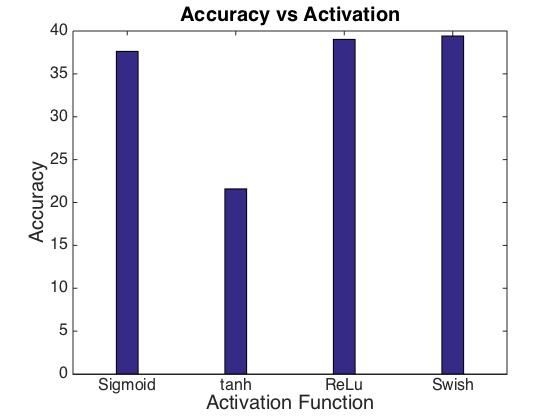 Accuracy vs Activation
40
35
30
25
20
15
10
5
0
Accuracy
Sigmoid tanh ReLu Swish
Activation Function